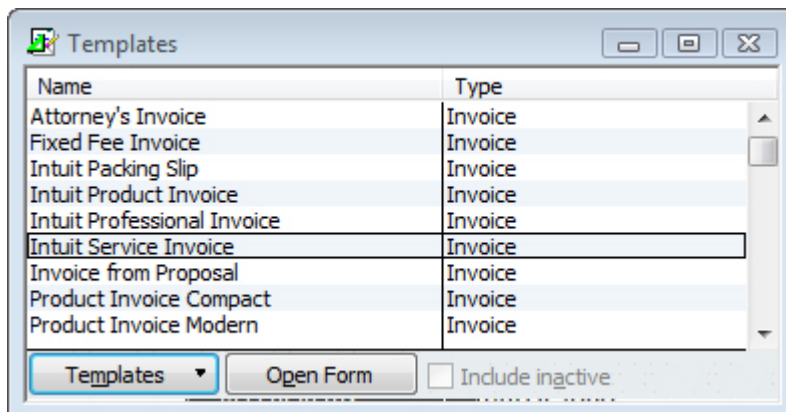 Templates
Name Type
Attorney's Invoice Invoice
Fixed Fee Invoice Invoice
Intuit Packing Slip Invoice
Intuit Product Invoice Invoice
Intuit Professional Invoice Invoice
Intuit Service Invoice Invoice
Invoice from Proposal Invoice
Product Invoice Compact Invoice
Product Invoice Modern Invoice
Templates Open Form Include inactive